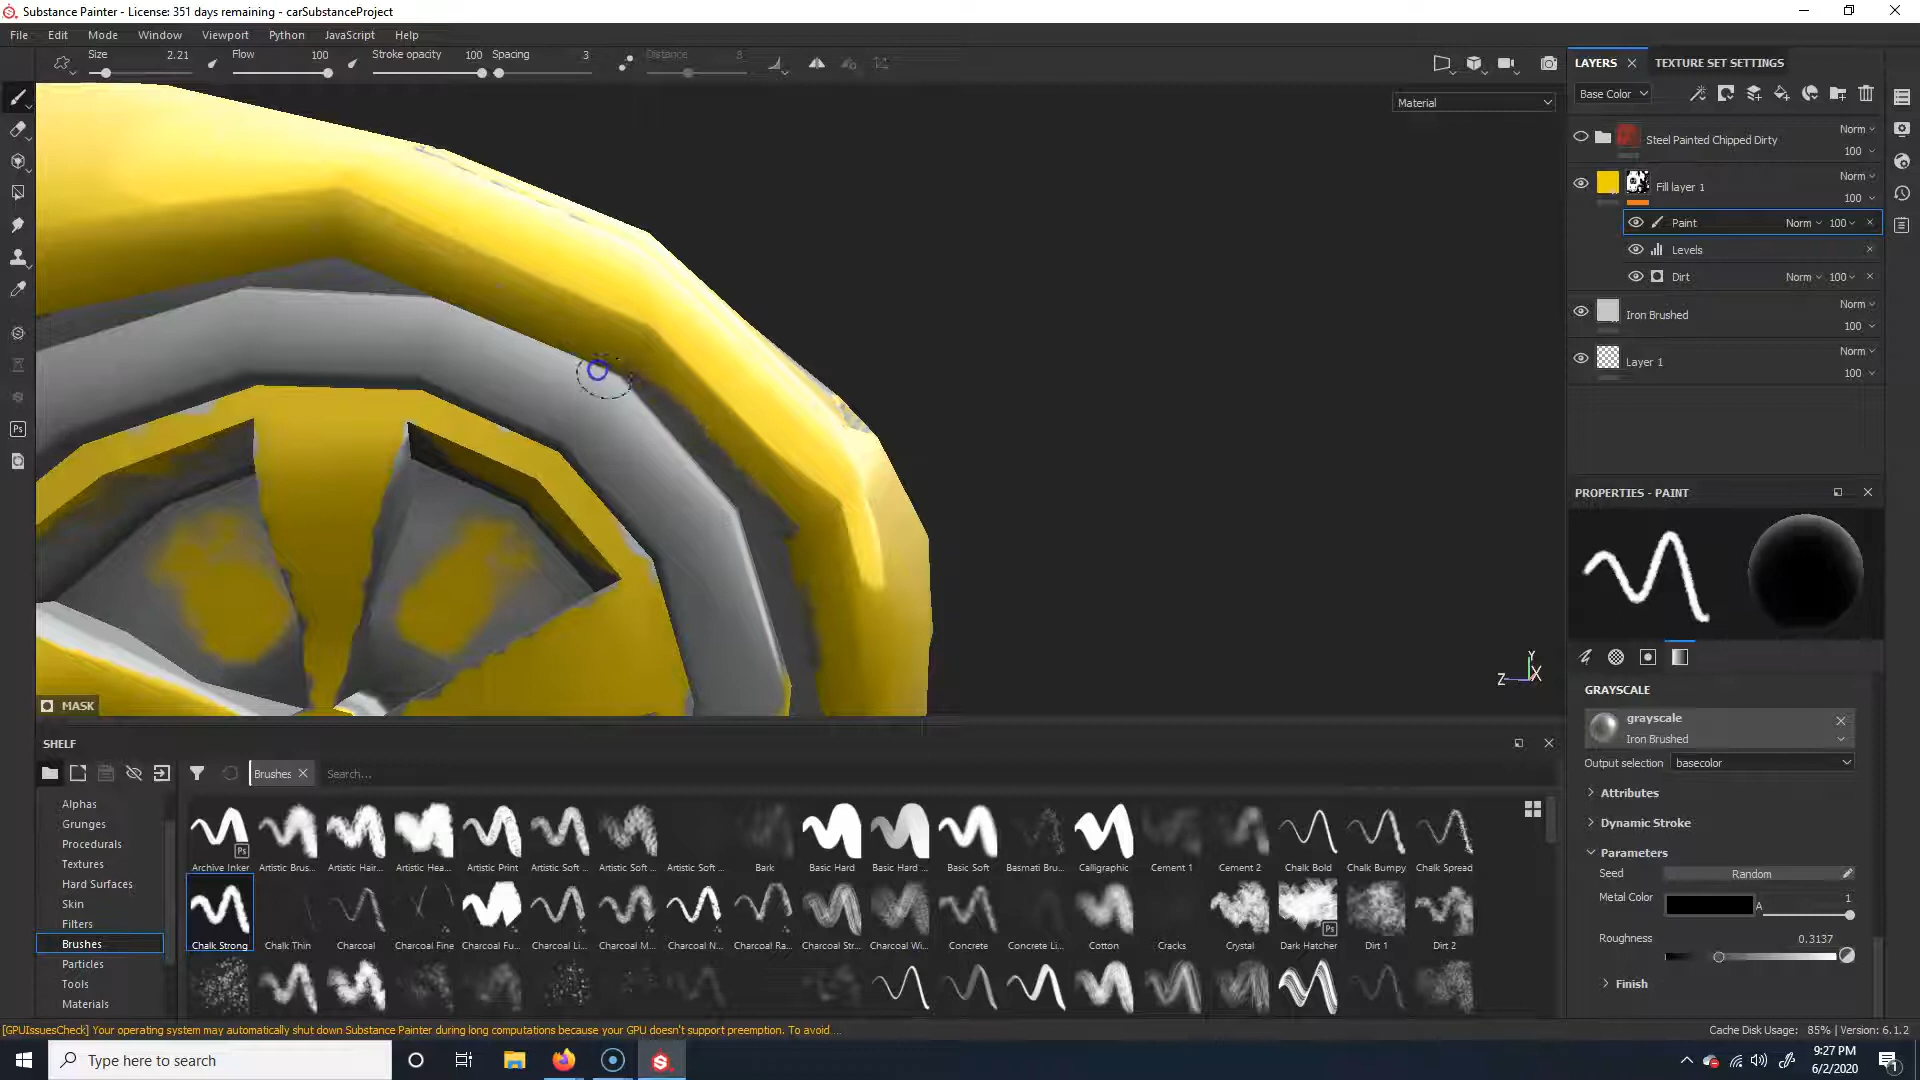 Substance Painter - License: 351 days remaining - carSubstanceProject
File Edit Mode Window Viewport Python JavaScript Help
Size 2.21 Flow 100 Stroke opacity 100 Spacing 3 Distance 8
LAYERS TEXTURE SET SETTINGS
Base Color
Material
Steel Painted Chipped Dirty Norm 100
Fill layer 1 Norm 100
Paint Norm 100
Levels
Dirt Norm 100
Iron Brushed Norm 100
Layer 1 Norm 100
PROPERTIES - PAINT
Y
Z X
MASK
GRAYSCALE
grayscale
Iron Brushed
Output selection basecolor
Attributes
Dynamic Stroke
Parameters
Seed Random
Metal Color A 1
Roughness 0.3137
Finish
SHELF
Brushes Search...
Alphas
Grunges
Procedurals
Textures
Hard Surfaces
Skin
Filters
Brushes
Particles
Tools
Materials
Archive Inker Artistic Brus... Artistic Hair... Artistic Hea... Artistic Print Artistic Soft ... Artistic Soft ... Artistic Soft ... Bark Basic Hard Basic Hard ... Basic Soft Basmati Bru... Calligraphic Cement 1 Cement 2 Chalk Bold Chalk Bumpy Chalk Spread
Chalk Strong Chalk Thin Charcoal Charcoal Fine Charcoal Fu... Charcoal Li... Charcoal M... Charcoal N... Charcoal Ra... Charcoal Str... Charcoal Wi... Concrete Concrete Li... Cotton Cracks Crystal Dark Hatcher Dirt 1 Dirt 2
[GPUIssuesCheck] Your operating system may automatically shut down Substance Painter during long computations because your GPU doesn't support preemption. To avoid ...
Cache Disk Usage: 85% | Version: 6.1.2
Type here to search
9:27 PM
6/2/2020